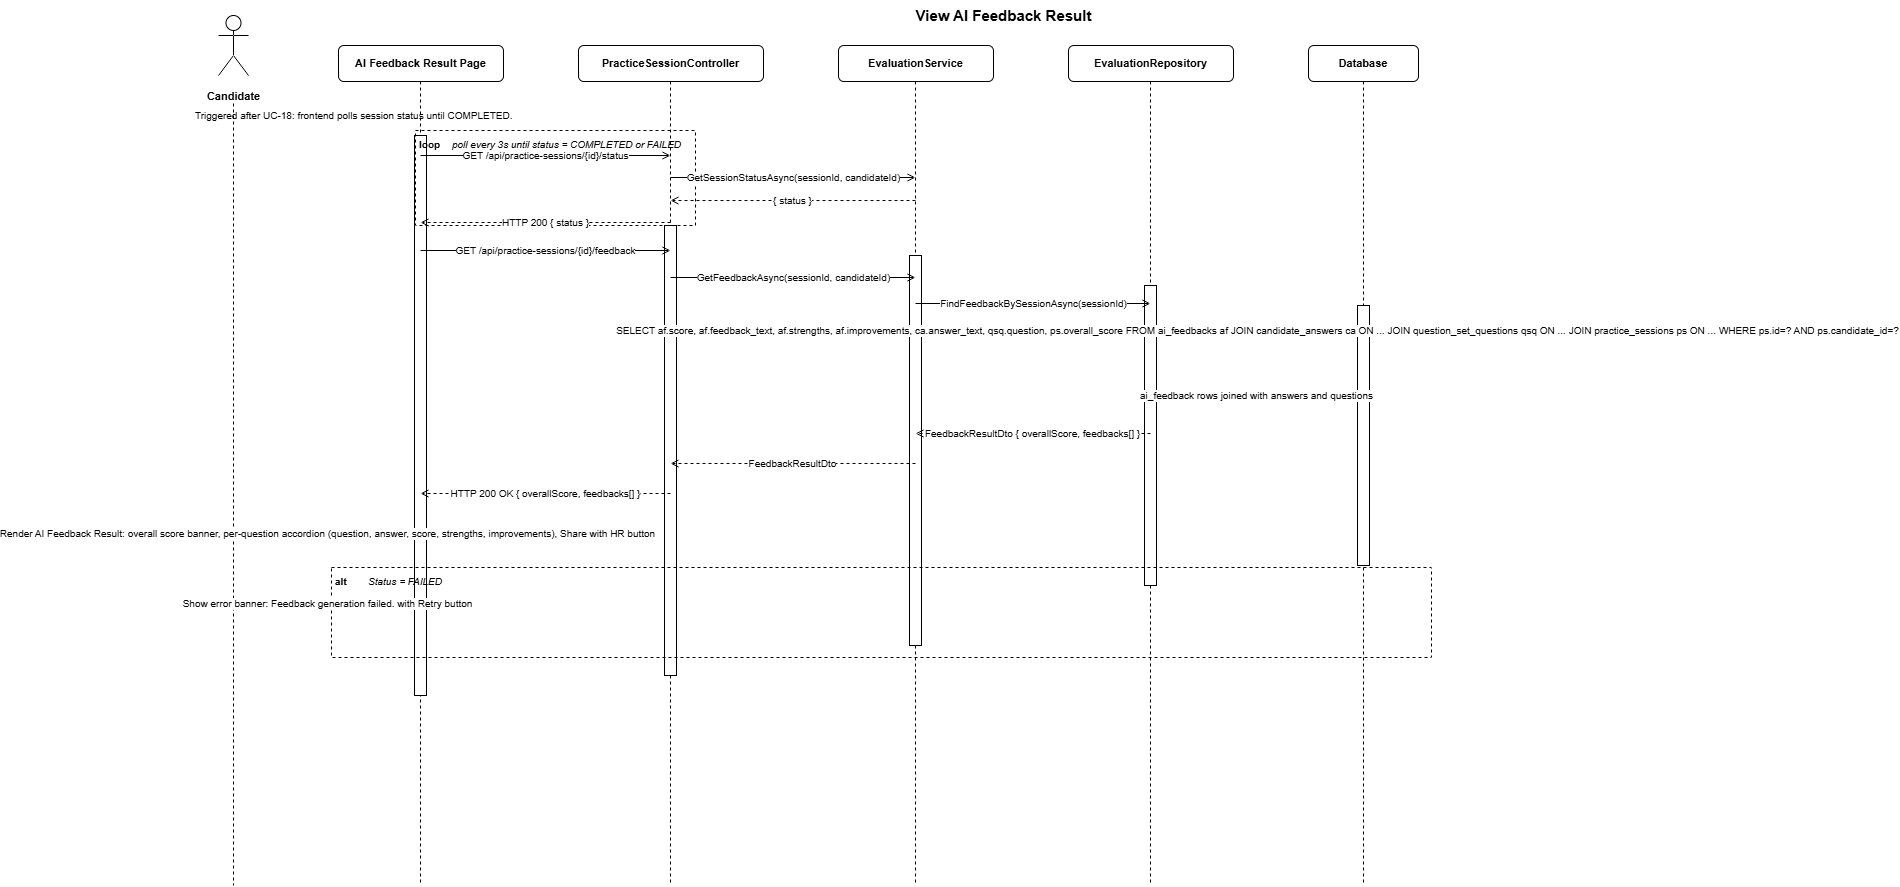 View AI Feedback Result
AI Feedback Result Page
PracticeSessionController
EvaluationService
EvaluationRepository
Database
Candidate
Triggered after UC-18: frontend polls session status until COMPLETED.
loop poll every 3s until status = COMPLETED or FAILED
GET /api/practice-sessions/{id}/status
GetSessionStatusAsync(sessionId, candidateId)
{ status }
HTTP 200 { status }
GET /api/practice-sessions/{id}/feedback
GetFeedbackAsync(sessionId, candidateId)
FindFeedbackBySessionAsync(sessionId)
SELECT af.score, af.feedback_text, af.strengths, af.improvements, ca.answer_text, qsq.question, ps.overall_score FROM ai_feedbacks af JOIN candidate_answers ca ON ... JOIN question_set_questions qsq ON ... JOIN practice_sessions ps ON ... WHERE ps.id=? AND ps.candidate_id=?
ai_feedback rows joined with answers and questions
FeedbackResultDto { overallScore, feedbacks[] }
FeedbackResultDto
HTTP 200 OK { overallScore, feedbacks[] }
Render AI Feedback Result: overall score banner, per-question accordion (question, answer, score, strengths, improvements), Share with HR button
alt Status = FAILED
Show error banner: Feedback generation failed. with Retry button